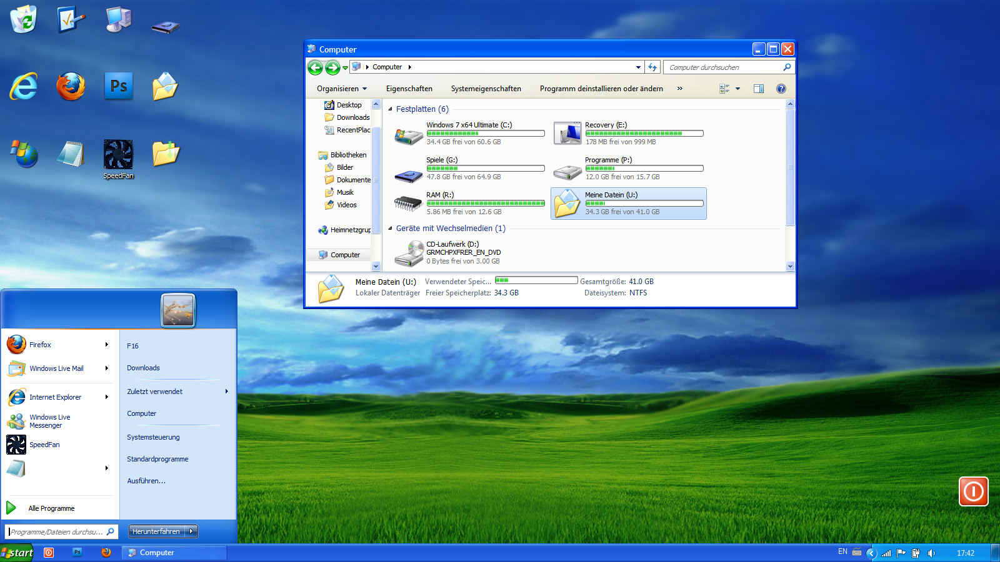 Ps
SpeedFan
Computer
Computer
Computer durchsuchen
Organisieren
Eigenschaften
Systemeigenschaften
Programm deinstallieren oder ändern
»
Desktop
Downloads
RecentPlac
Bibliotheken
Bilder
Dokumente
Musik
Videos
Heimnetzgrup
Computer
Festplatten (6)
Windows 7 x64 Ultimate (C:)
34.4 GB frei von 60.6 GB
Recovery (E:)
178 MB frei von 999 MB
Spiele (G:)
47.8 GB frei von 64.9 GB
Programme (P:)
12.0 GB frei von 15.7 GB
RAM (R:)
5.86 MB frei von 12.6 GB
Meine Datein (U:)
34.3 GB frei von 41.0 GB
Geräte mit Wechselmedien (1)
CD-Laufwerk (D:)
GRMCHPXFRER_EN_DVD
0 Bytes frei von 3.00 GB
Meine Datein (U:) Verwendeter Speic... Gesamtgröße: 41.0 GB
Lokaler Datenträger Freier Speicherplatz: 34.3 GB Dateisystem: NTFS
Firefox
Windows Live Mail
Internet Explorer
Windows Live
Messenger
SpeedFan
Alle Programme
Programme/Dateien durchsu...
F16
Downloads
Zuletzt verwendet
Computer
Systemsteuerung
Standardprogramme
Ausführen...
Herunterfahren
start
Ps
Computer
EN
17:42